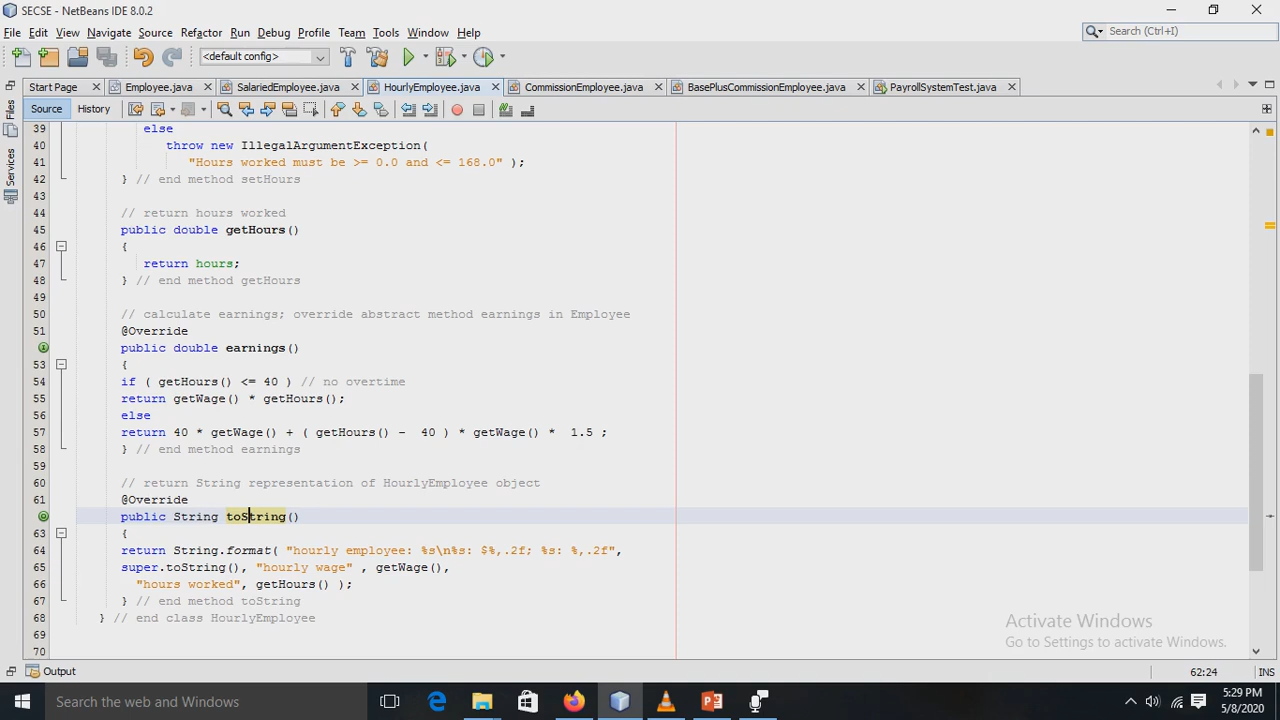 SECSE - NetBeans IDE 8.0.2
File Edit View Navigate Source Refactor Run Debug Profile Team Tools Window Help
<default config>
Search (Ctrl+I)
Start Page Employee.java SalariedEmployee.java HourlyEmployee.java CommissionEmployee.java BasePlusCommissionEmployee.java PayrollSystemTest.java
Source History
Files
Services
39 else
40 throw new IllegalArgumentException(
41 "Hours worked must be >= 0.0 and <= 168.0" );
42 } // end method setHours
43
44 // return hours worked
45 public double getHours()
46 {
47 return hours;
48 } // end method getHours
49
50 // calculate earnings; override abstract method earnings in Employee
51 @Override
public double earnings()
53 {
54 if ( getHours() <= 40 ) // no overtime
55 return getWage() * getHours();
56 else
57 return 40 * getWage() + ( getHours() - 40 ) * getWage() * 1.5 ;
58 } // end method earnings
59
60 // return String representation of HourlyEmployee object
61 @Override
public String toString()
63 {
64 return String.format( "hourly employee: %s\n%s: $%,.2f; %s: %,.2f",
65 super.toString(), "hourly wage" , getWage(),
66 "hours worked", getHours() );
67 } // end method toString
68 } // end class HourlyEmployee
69
70
Activate Windows
Go to Settings to activate Windows.
Output
62:24 INS
Search the web and Windows
5:29 PM
5/8/2020